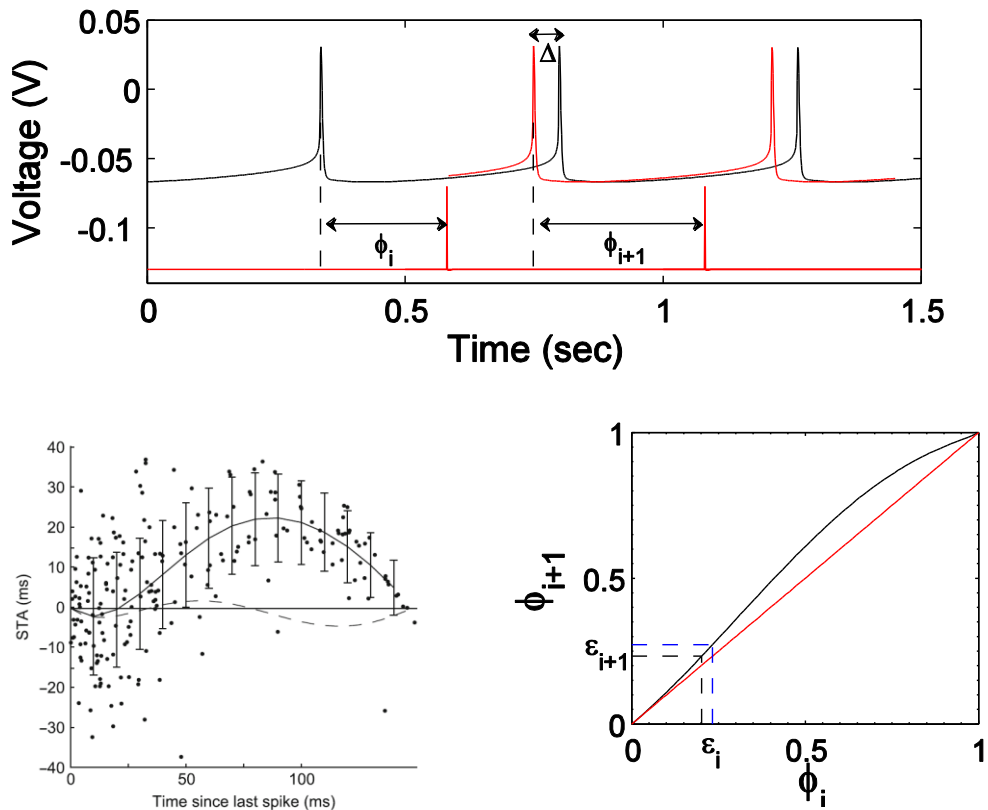 0.05
0
-0.05
-0.1
Voltage (V)
Δ
ϕi
ϕi+1
0 0.5 1 1.5
Time (sec)
40
30
20
10
0
−10
−20
−30
−40
STA (ms)
0 50 100
Time since last spike (ms)
1
0.5
0
ϕi+1
εi+1
0 0.5 1
εi
ϕi